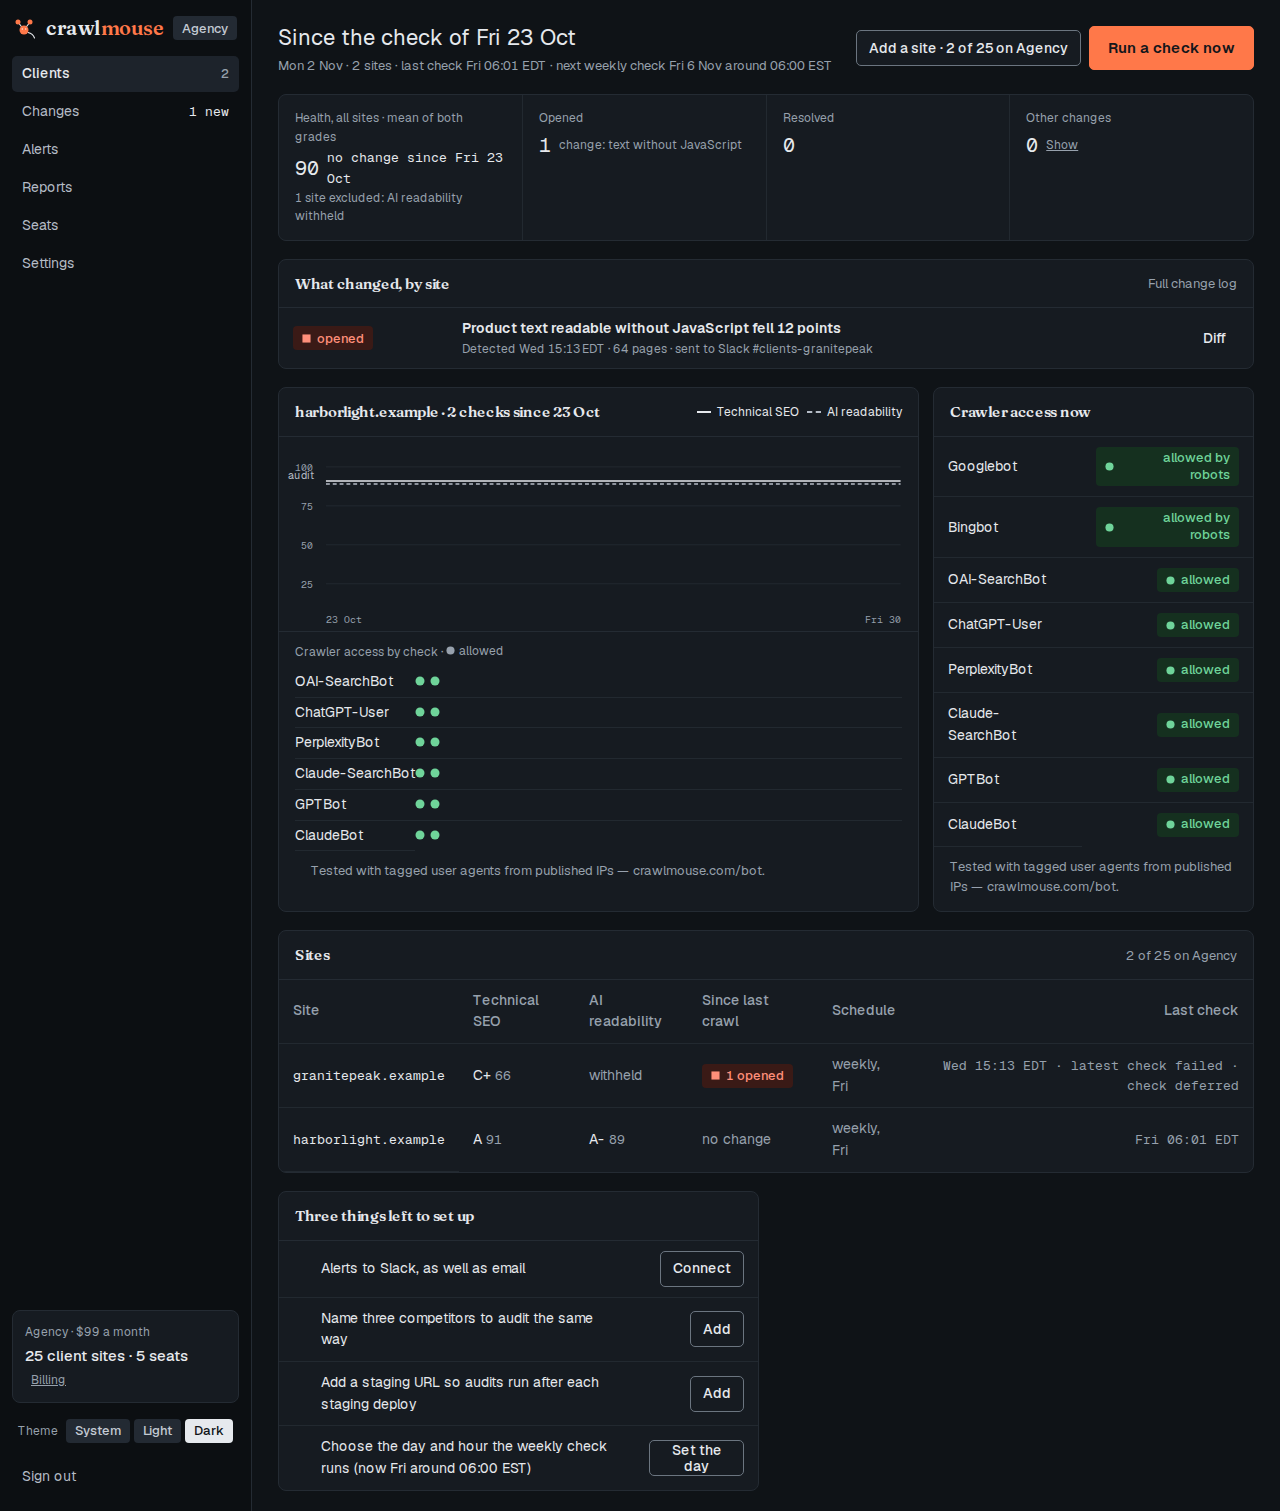 crawlmouse Agency
Clients 2
Changes 1 new
Alerts
Reports
Seats
Settings
Agency · $99 a month
25 client sites · 5 seats
Billing
Theme System Light Dark
Sign out
Since the check of Fri 23 Oct
Mon 2 Nov · 2 sites · last check Fri 06:01 EDT · next weekly check Fri 6 Nov around 06:00 EST
Add a site · 2 of 25 on Agency
Run a check now
Health, all sites · mean of both
grades
90 no change since Fri 23
Oct
1 site excluded: AI readability
withheld
Opened
1 change: text without JavaScript
Resolved
0
Other changes
0 Show
What changed, by site
Full change log
opened
Product text readable without JavaScript fell 12 points
Detected Wed 15:13 EDT · 64 pages · sent to Slack #clients-granitepeak
Diff
harborlight.example · 2 checks since 23 Oct
Technical SEO AI readability
100
audit
75
50
25
23 Oct Fri 30
Crawler access by check · allowed
OAI-SearchBot
ChatGPT-User
PerplexityBot
Claude-SearchBot
GPTBot
ClaudeBot
Tested with tagged user agents from published IPs — crawlmouse.com/bot.
Crawler access now
Googlebot allowed by
robots
Bingbot allowed by
robots
OAI-SearchBot allowed
ChatGPT-User allowed
PerplexityBot allowed
Claude-
SearchBot allowed
GPTBot allowed
ClaudeBot allowed
Tested with tagged user agents from published
IPs — crawlmouse.com/bot.
Sites
2 of 25 on Agency
Site Technical
SEO AI
readability Since last
crawl Schedule Last check
granitepeak.example C+ 66 withheld 1 opened weekly,
Fri Wed 15:13 EDT · latest check failed ·
check deferred
harborlight.example A 91 A- 89 no change weekly,
Fri Fri 06:01 EDT
Three things left to set up
Alerts to Slack, as well as email Connect
Name three competitors to audit the same
way Add
Add a staging URL so audits run after each
staging deploy Add
Choose the day and hour the weekly check
runs (now Fri around 06:00 EST) Set the
day